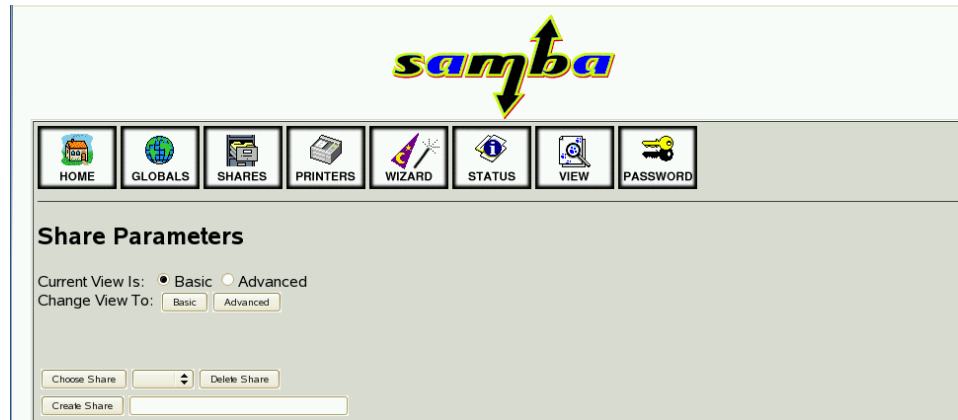 samba
HOME GLOBALS SHARES PRINTERS WIZARD STATUS VIEW PASSWORD
Share Parameters
Current View Is: Basic Advanced
Change View To: Basic Advanced
Choose Share Delete Share
Create Share